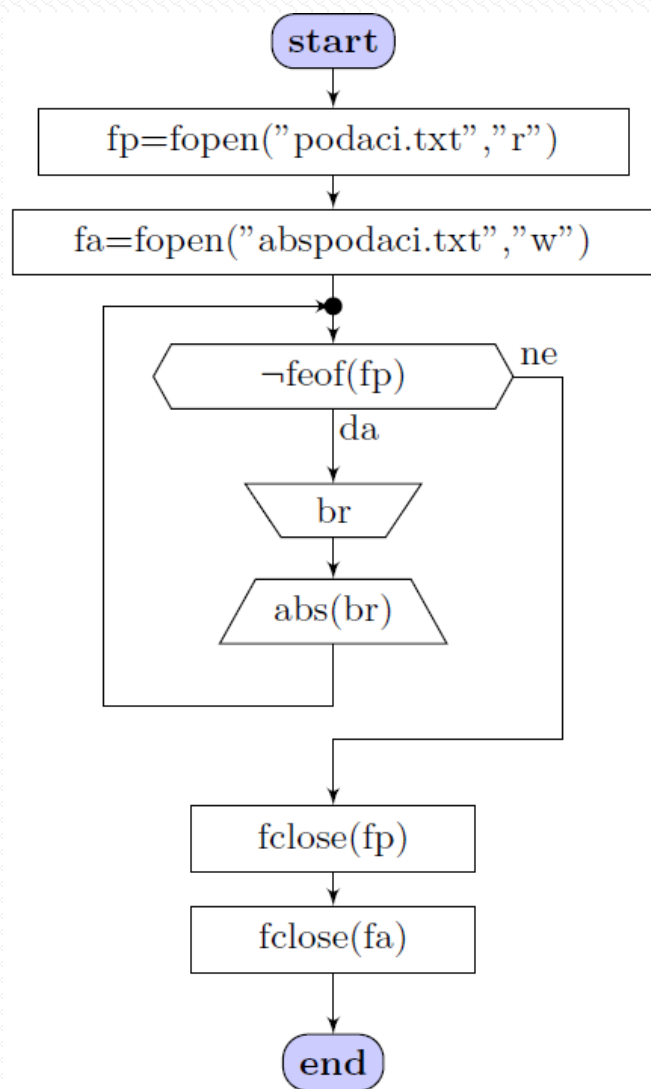 start
fp=fopen("podaci.txt","r")
fa=fopen("abspodaci.txt","w")
¬feof(fp)
ne
da
br
abs(br)
fclose(fp)
fclose(fa)
end